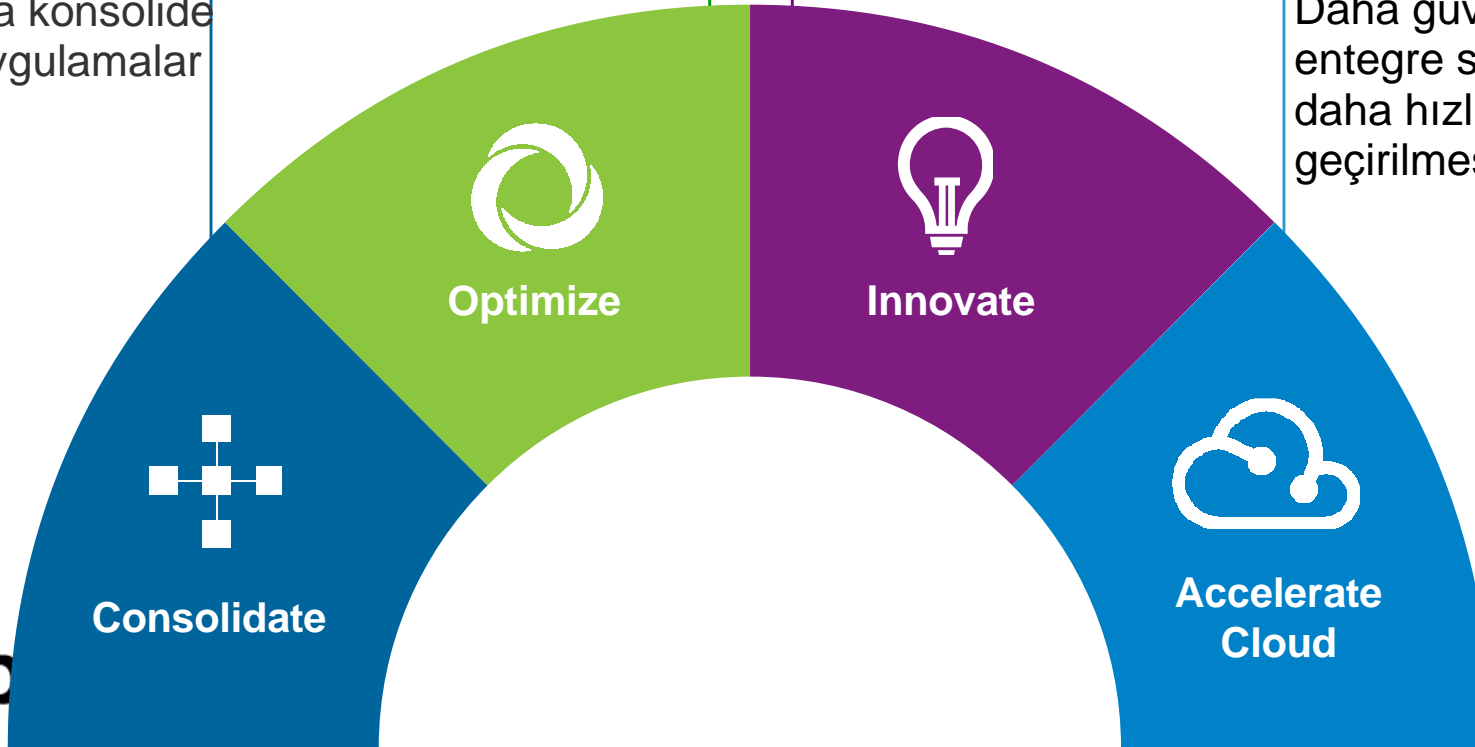 a konsolide
ygulamalar
Daha güv
entegre s
daha hızl
geçirilmes
Optimize
Innovate
Consolidate
Accelerate
Cloud